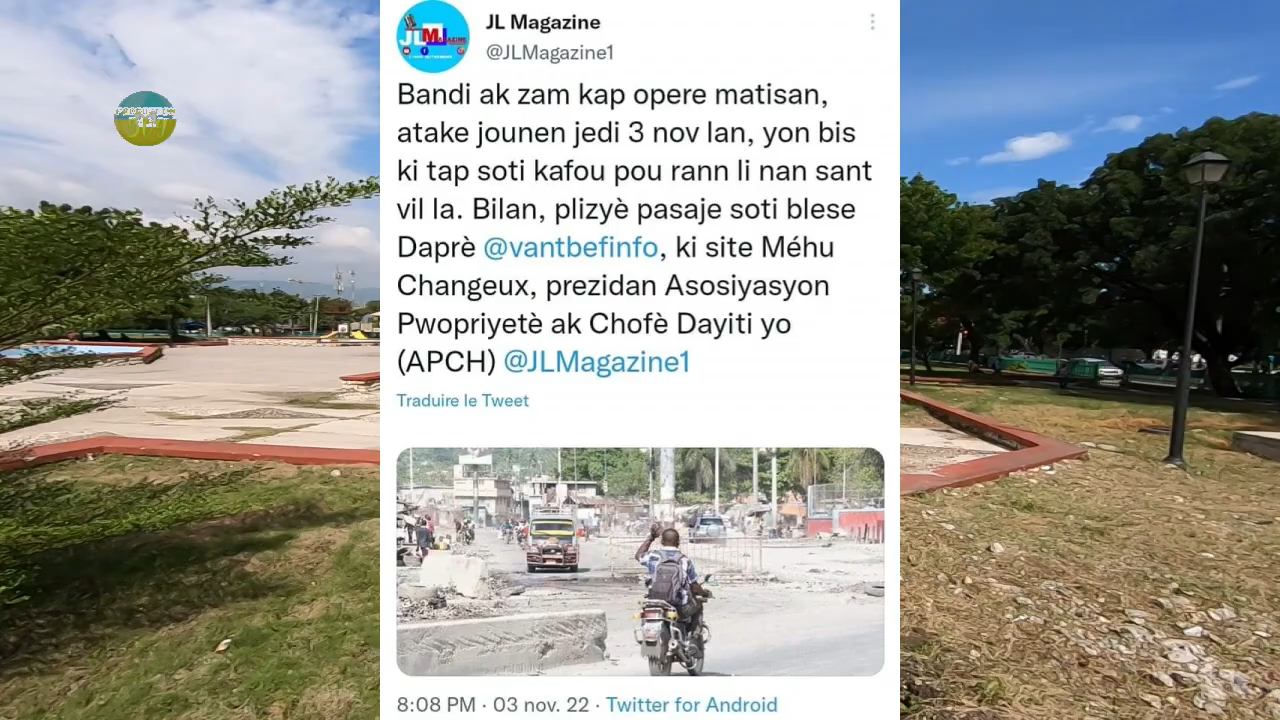 JL Magazine
@JLMagazine1
Bandi ak zam kap opere matisan,
atake jounen jedi 3 nov lan, yon bis
ki tap soti kafou pou rann li nan sant
vil la. Bilan, plizyè pasaje soti blese
Daprè @vantbefinfo, ki site Méhu
Changeux, prezidan Asosiyasyon
Pwopriyetè ak Chofè Dayiti yo
(APCH) @JLMagazine1
Traduire le Tweet
8:08 PM · 03 nov. 22 · Twitter for Android